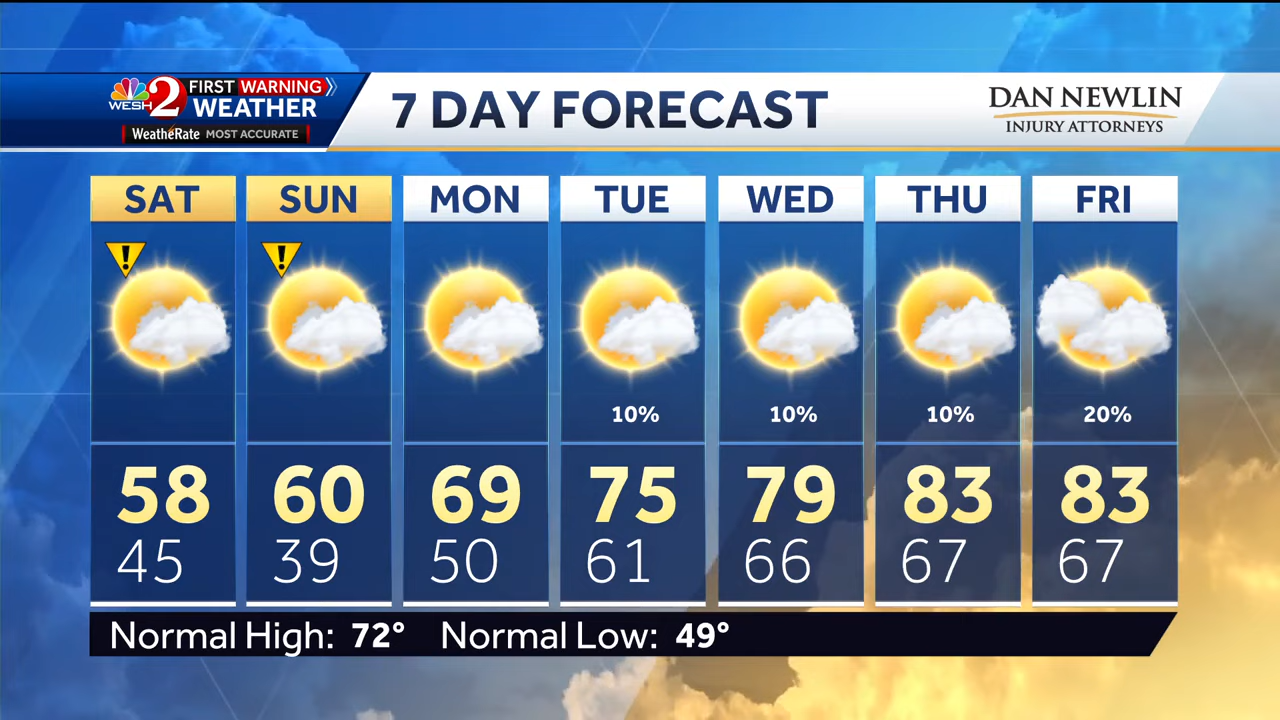 WESH 2 FIRST WARNING
WEATHER
WeatheRate MOST ACCURATE
7 DAY FORECAST
DAN NEWLIN
INJURY ATTORNEYS
SAT SUN MON TUE WED THU FRI
! !
10% 10% 10% 20%
58 60 69 75 79 83 83
45 39 50 61 66 67 67
Normal High: 72° Normal Low: 49°